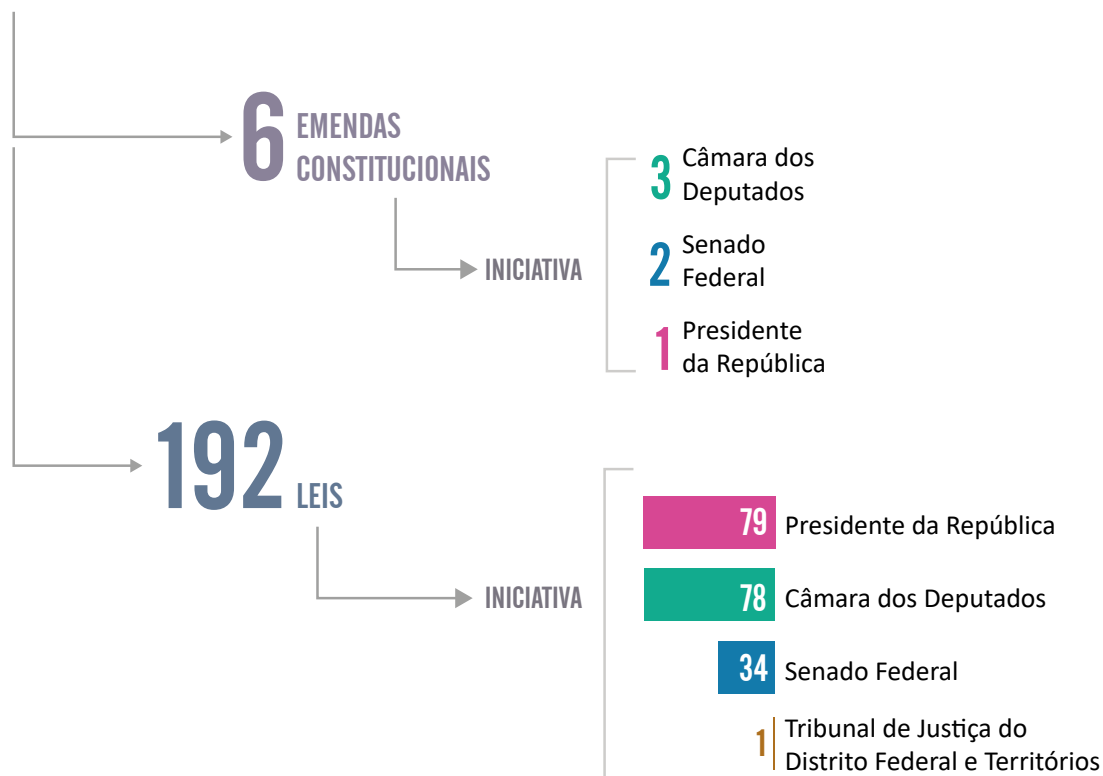 6 EMENDAS
CONSTITUCIONAIS
INICIATIVA
3 Câmara dos
Deputados
2 Senado
Federal
1 Presidente
da República
192 LEIS
INICIATIVA
79 Presidente da República
78 Câmara dos Deputados
34 Senado Federal
1 Tribunal de Justiça do
Distrito Federal e Territórios